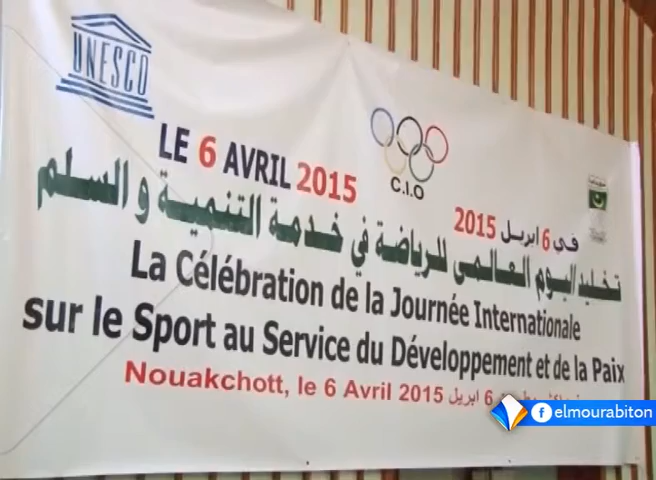 UNESCO
LE 6 AVRIL 2015
C.I.O
في 6 ابريل 2015
تخليد اليوم العالمي للرياضة في خدمة التنمية و السلم
La Célébration de la Journée Internationale
sur le Sport au Service du Développement et de la Paix
Nouakchott, le 6 Avril 2015 6 ابريل
elmourabiton